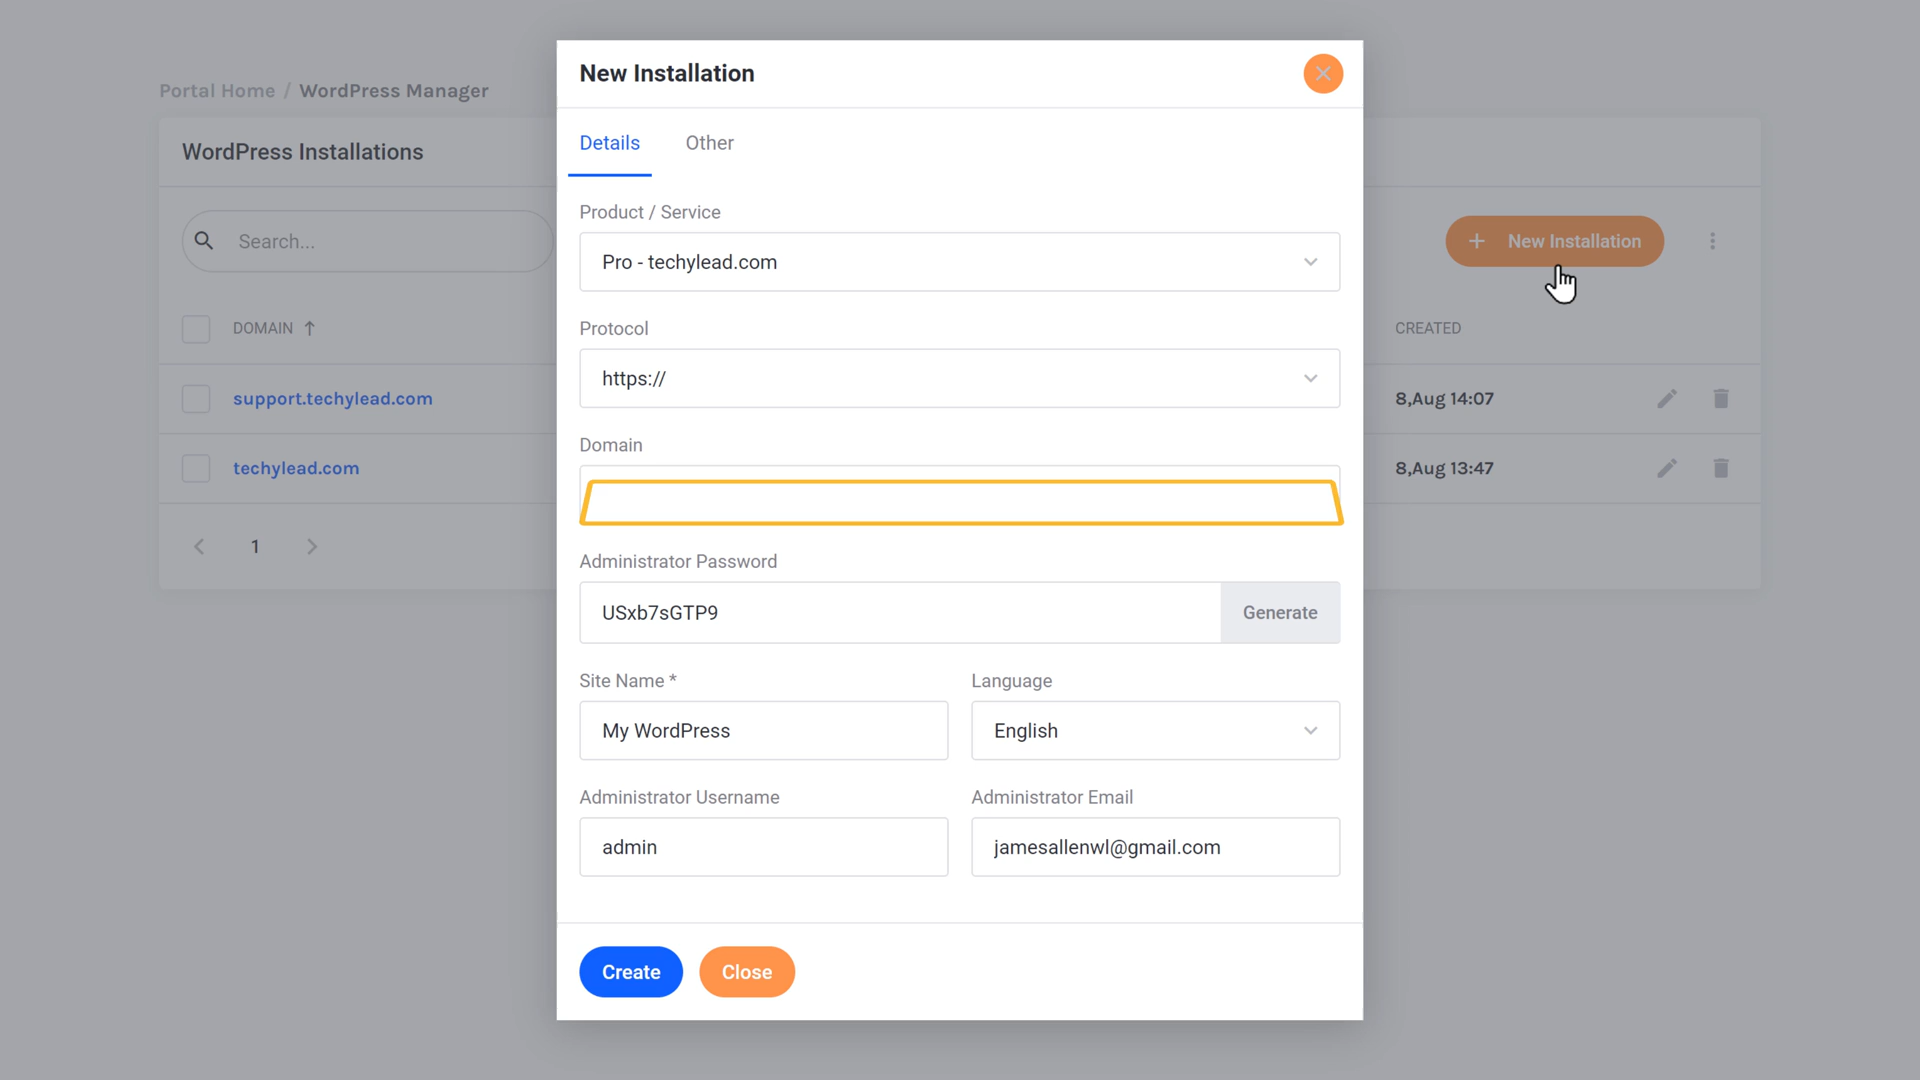 New Installation
Portal Home / WordPress Manager
Details
Other
WordPress Installations
Product / Service
Search...
+ New Installation
Pro - techylead.com
DOMAIN ↑
Protocol
CREATED
https://
support.techylead.com
8,Aug 14:07
Domain
techylead.com
8,Aug 13:47
1
Administrator Password
USxb7sGTP9
Generate
Site Name *
Language
My WordPress
English
Administrator Username
Administrator Email
admin
jamesallenwl@gmail.com
Create
Close